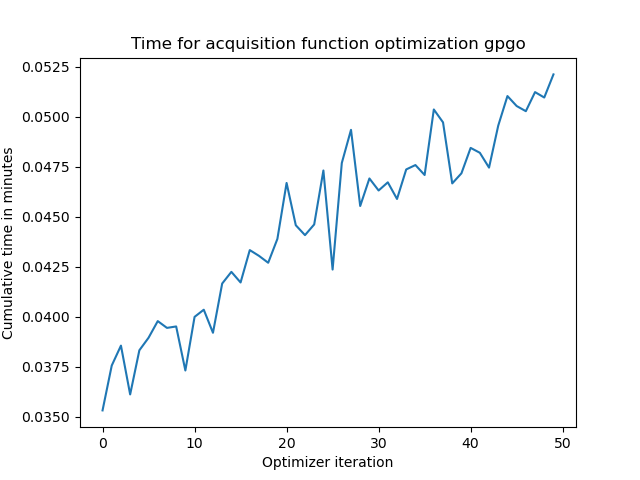 Time for acquisition function optimization gpgo
Cumulative time in minutes
0.0525
0.0500
0.0475
0.0450
0.0425
0.0400
0.0375
0.0350
0 10 20 30 40 50
Optimizer iteration